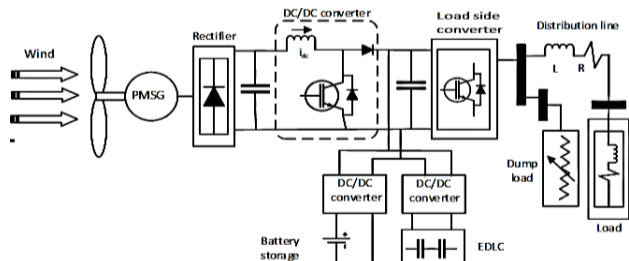 DC/DC converter
Rectifier
Load side
converter
Distribution line
Wind
i_dc
PMSG
L
R
DC/DC
converter
DC/DC
converter
Dump
load
Battery
storage
+
EDLC
Load